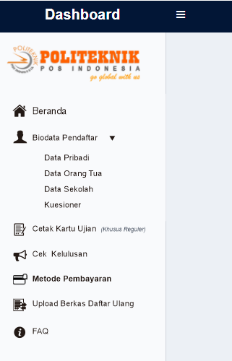 Dashboard
POLITEKNIK
POS INDONESIA
go global with us
Beranda
Biodata Pendaftar
Data Pribadi
Data Orang Tua
Data Sekolah
Kuesioner
Cetak Kartu Ujian (Khusus Reguler)
Cek Kelulusan
Metode Pembayaran
Upload Berkas Daftar Ulang
FAQ